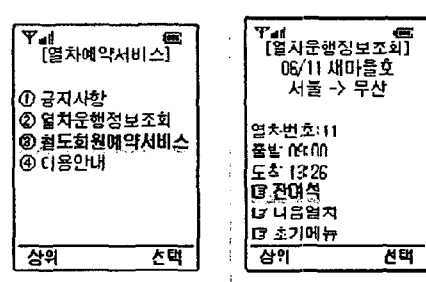 [열차예약서비스]
① 공지사항
② 열차운행정보조회
③ 철도회원예약서비스
④ 이용안내
상위 선택
[열차운행정보조회]
06/11 새마을호
서울 -> 부산
열차번호:11
출발 09:00
도착 13:26
☞ 잔여석
☞ 다음열차
☞ 초기메뉴
상위 선택